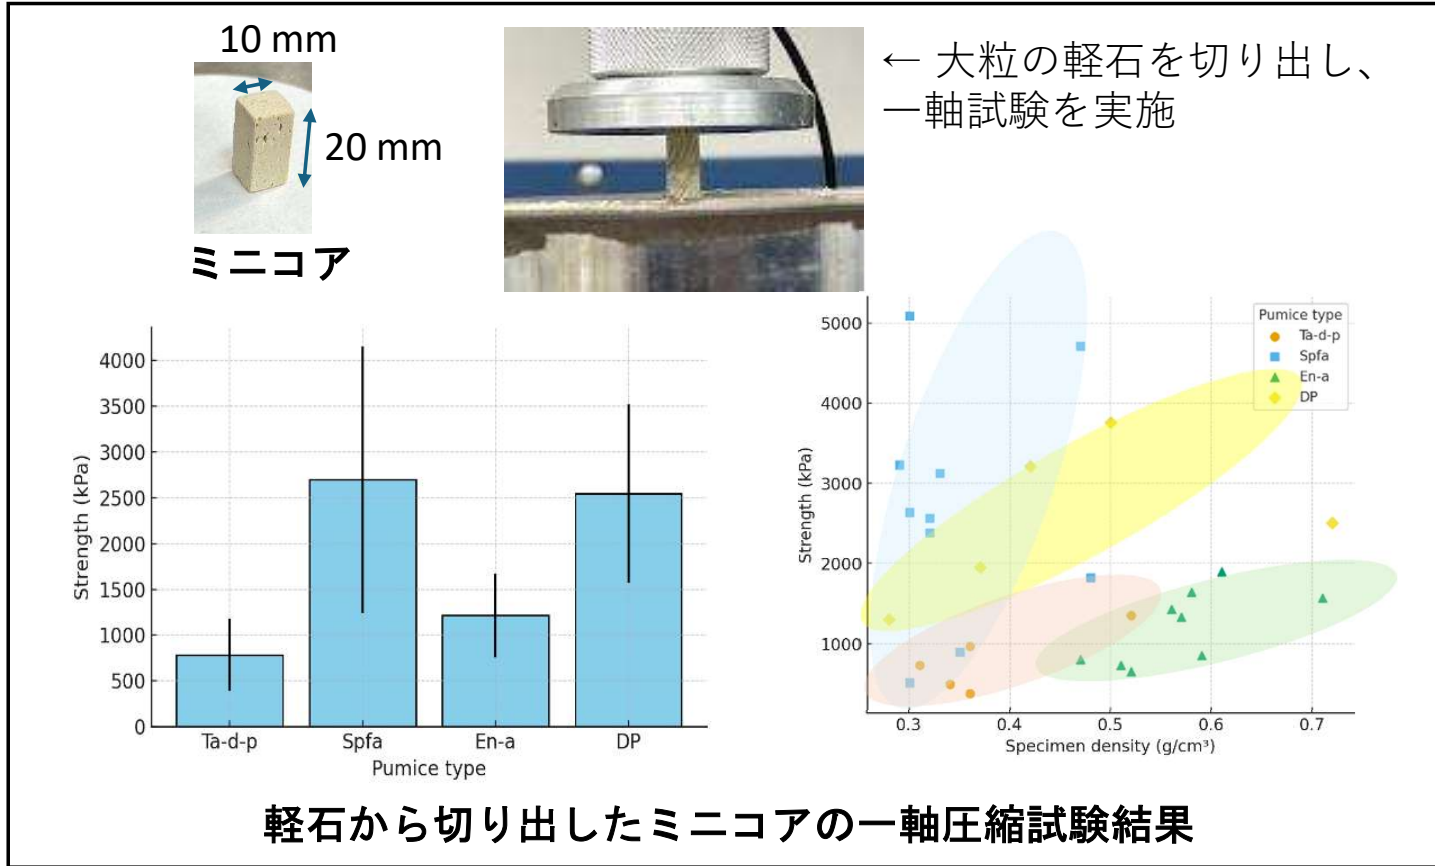 10 mm
20 mm
ミニコア
← 大粒の軽石を切り出し、
一軸試験を実施
Strength (kPa)
4000
3500
3000
2500
2000
1500
1000
500
0
Ta-d-p
Spfa
En-a
DP
Pumice type
Strength (kPa)
5000
4000
3000
2000
1000
0.3
0.4
0.5
0.6
0.7
Specimen density (g/cm³)
Pumice type
Ta-d-p
Spfa
En-a
DP
軽石から切り出したミニコアの一軸圧縮試験結果